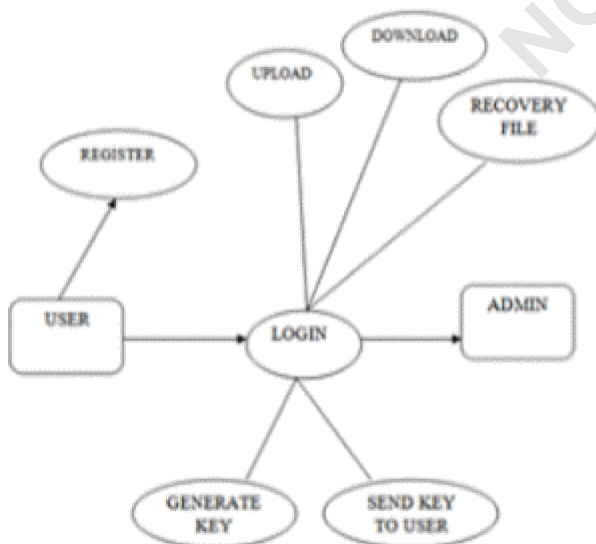 DOWNLOAD
UPLOAD
RECOVERY
FILE
REGISTER
USER
LOGIN
ADMIN
GENERATE
KEY
SEND KEY
TO USER